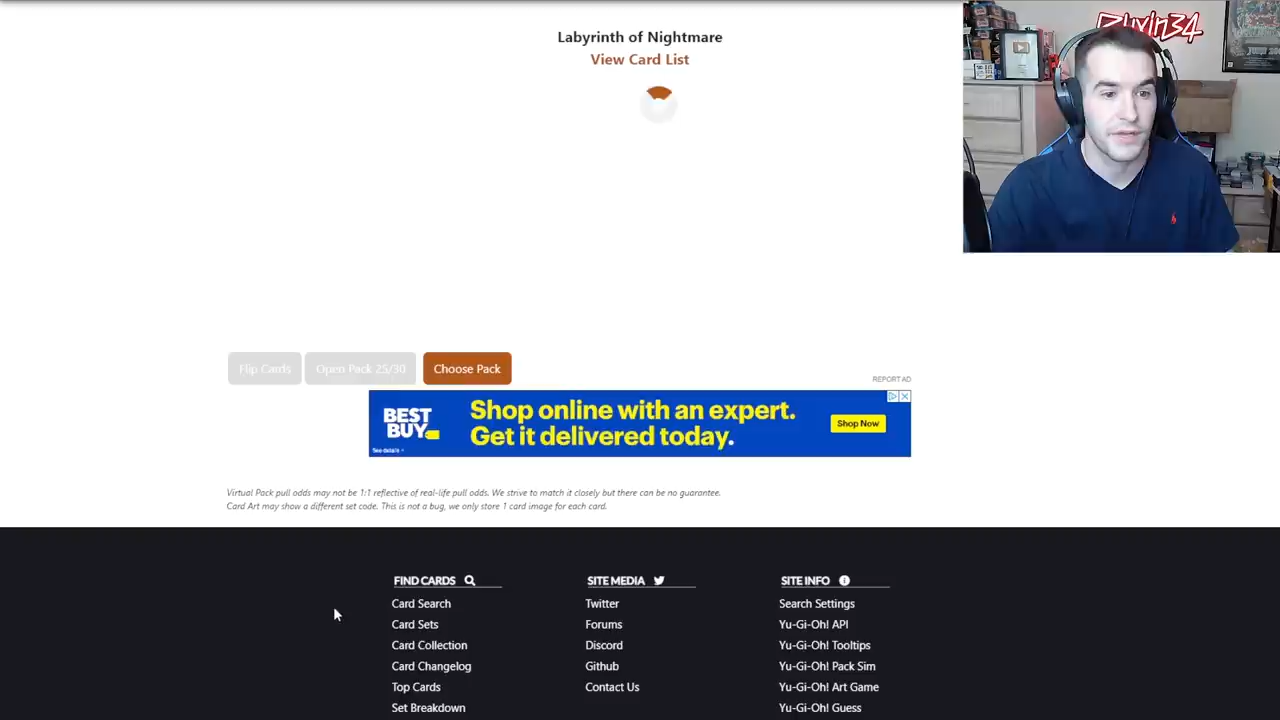 Labyrinth of Nightmare
View Card List
Ruxin34
Flip Cards
Open Pack 25/30
Choose Pack
REPORT AD
BEST BUY
Shop online with an expert.
Get it delivered today.
Shop Now
See details >
Virtual Pack pull odds may not be 1:1 reflective of real-life pull odds. We strive to match it closely but there can be no guarantee.
Card Art may show a different set code. This is not a bug, we only store 1 card image for each card.
FIND CARDS
Card Search
Card Sets
Card Collection
Card Changelog
Top Cards
Set Breakdown
SITE MEDIA
Twitter
Forums
Discord
Github
Contact Us
SITE INFO
Search Settings
Yu-Gi-Oh! API
Yu-Gi-Oh! Tooltips
Yu-Gi-Oh! Pack Sim
Yu-Gi-Oh! Art Game
Yu-Gi-Oh! Guess